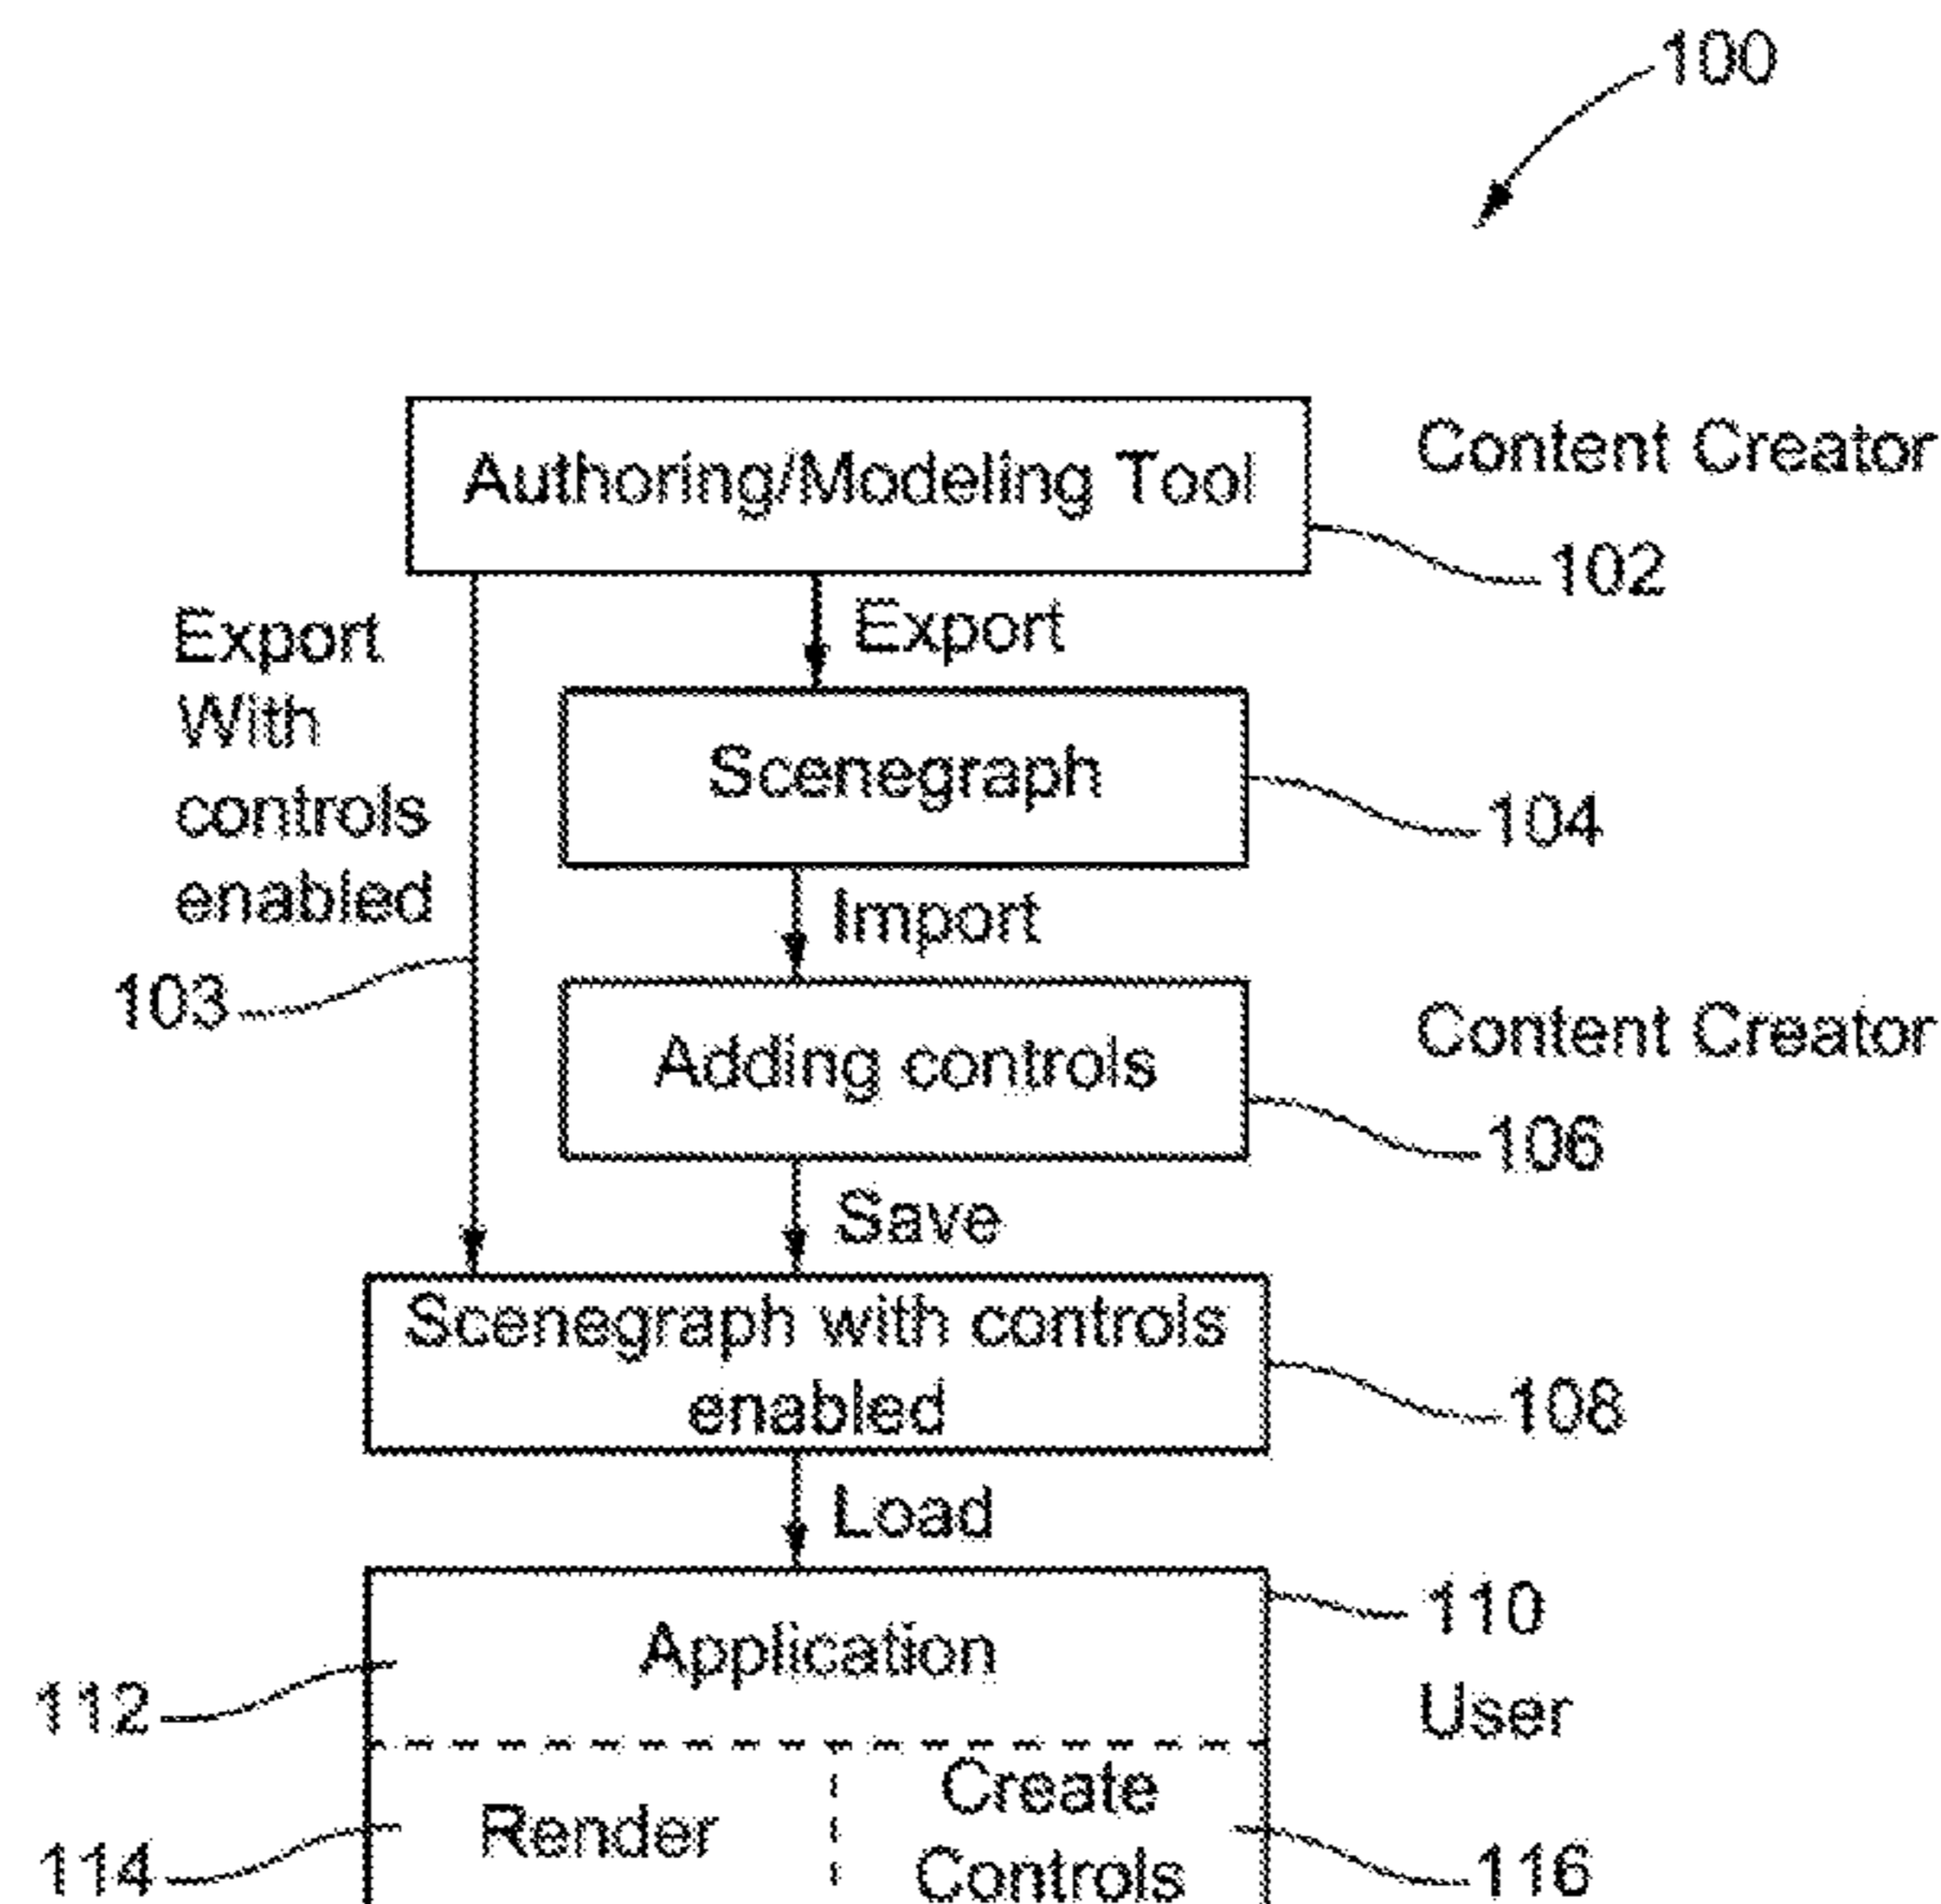 100
Authoring/Modeling Tool
Content Creator
102
Export
With
controls
enabled
Export
Scenegraph
104
Import
103
Adding controls
Content Creator
106
Save
Scenegraph with controls
enabled
108
Load
Application
110
User
112
Render
114
Create
Controls
116